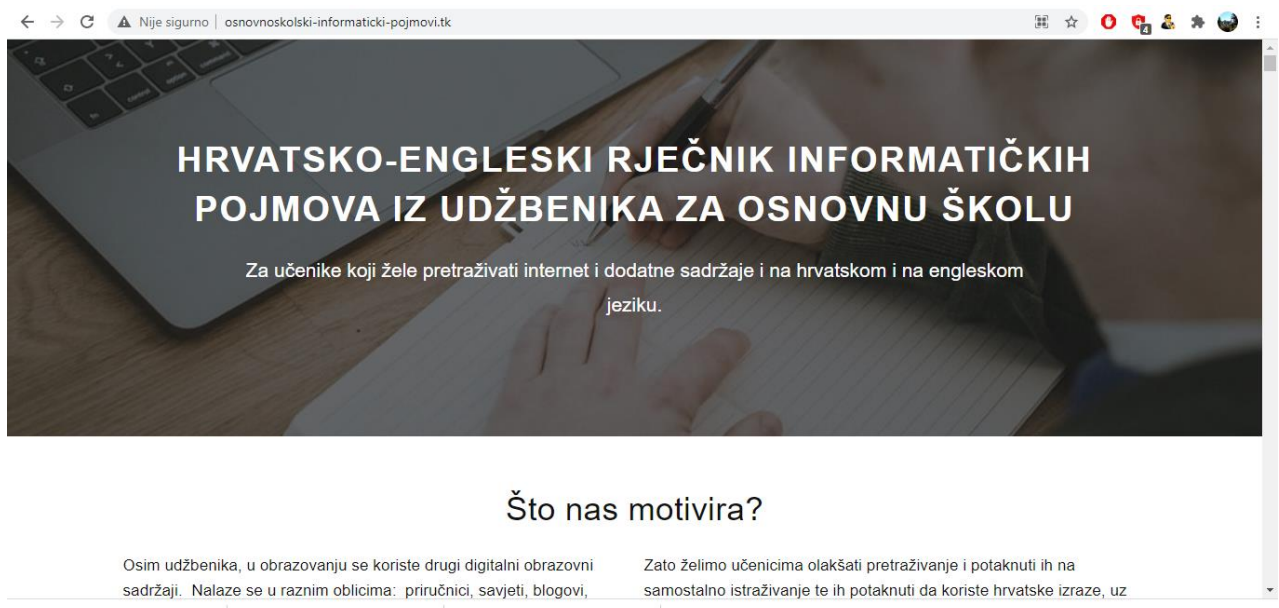 Nije sigurno | osnovnoskolski-informaticki-pojmovi.tk
4
HRVATSKO-ENGLESKI RJEČNIK INFORMATIČKIH
POJMOVA IZ UDŽBENIKA ZA OSNOVNU ŠKOLU
Za učenike koji žele pretraživati internet i dodatne sadržaje i na hrvatskom i na engleskom
jeziku.
Što nas motivira?
Osim udžbenika, u obrazovanju se koriste drugi digitalni obrazovni
sadržaji. Nalaze se u raznim oblicima: priručnici, savjeti, blogovi,
Zato želimo učenicima olakšati pretraživanje i potaknuti ih na
samostalno istraživanje te ih potaknuti da koriste hrvatske izraze, uz